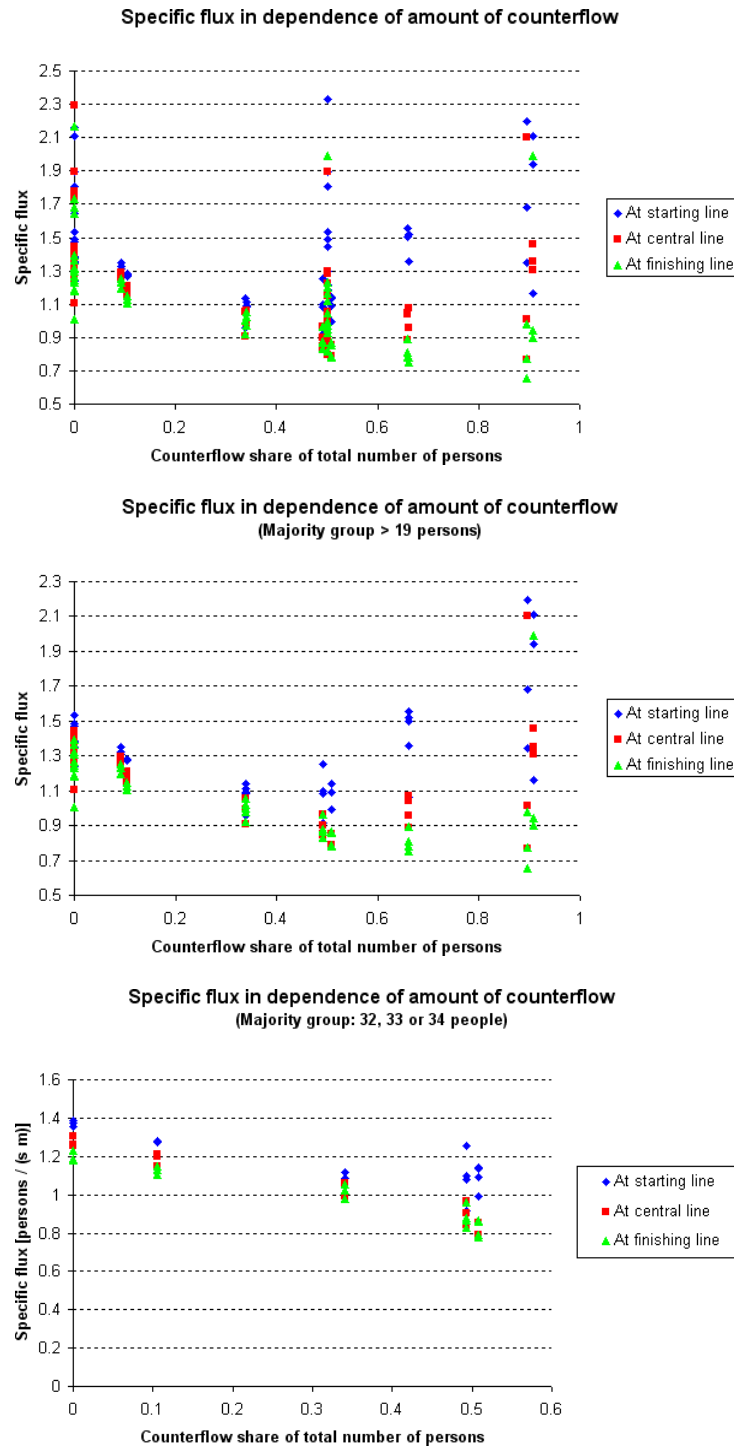 Specific flux in dependence of amount of counterflow
2.5
2.3
2.1
1.9
1.7
1.5
1.3
1.1
0.9
0.7
0.5
Specific flux
0
0.2
0.4
0.6
0.8
1
Counterflow share of total number of persons
At starting line
At central line
At finishing line
Specific flux in dependence of amount of counterflow
(Majority group > 19 persons)
2.3
2.1
1.9
1.7
1.5
1.3
1.1
0.9
0.7
0.5
Specific flux
0
0.2
0.4
0.6
0.8
1
Counterflow share of total number of persons
At starting line
At central line
At finishing line
Specific flux in dependence of amount of counterflow
(Majority group: 32, 33 or 34 people)
1.6
1.4
1.2
1
0.8
0.6
0.4
0.2
0
Specific flux [persons / (s m)]
0
0.1
0.2
0.3
0.4
0.5
0.6
Counterflow share of total number of persons
At starting line
At central line
At finishing line